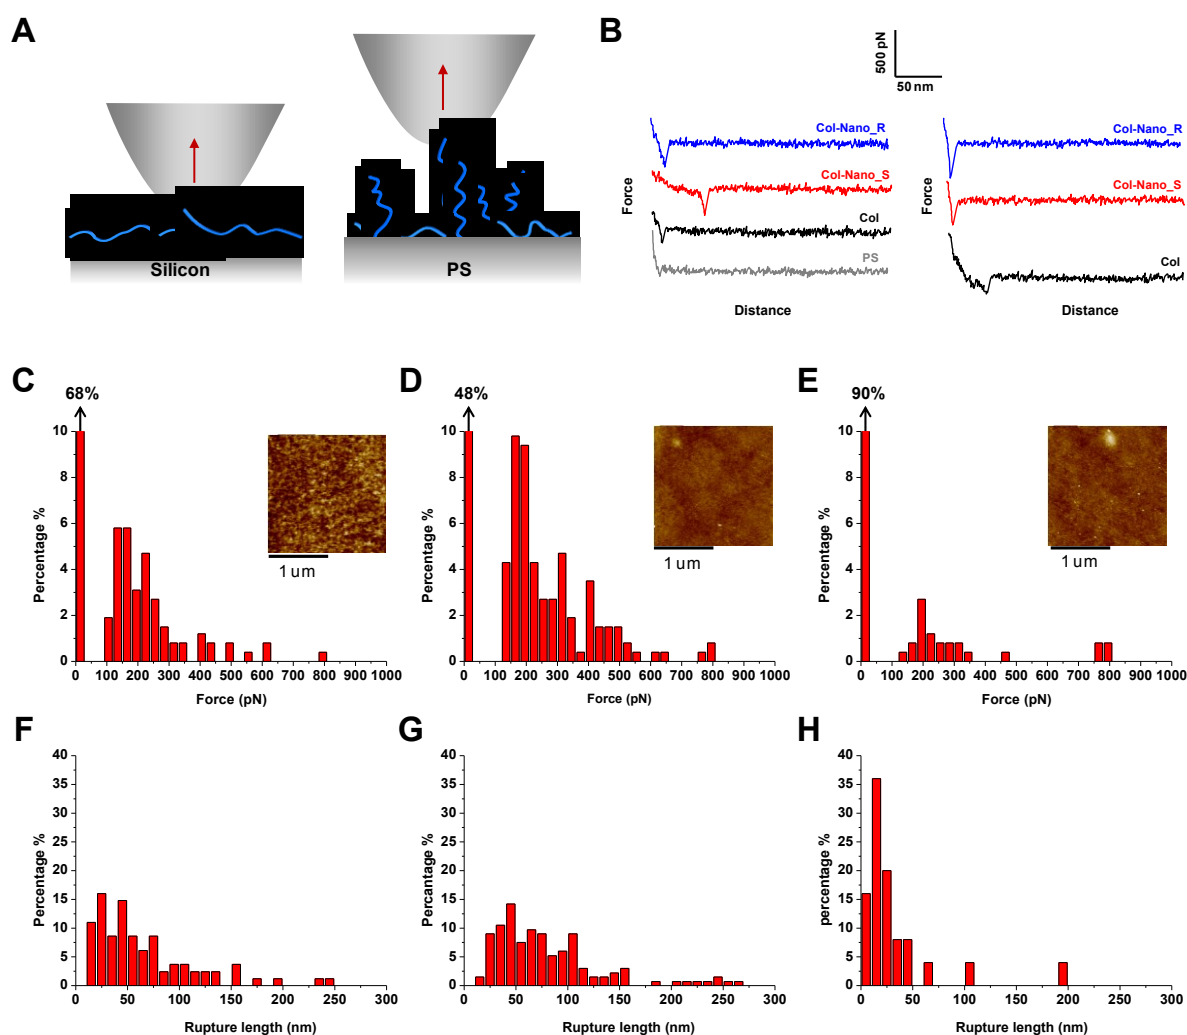 A
Silicon
PS
B
500 pN
50 nm
Col-Nano_R
Col-Nano_S
Col
PS
Force
Distance
Col-Nano_R
Col-Nano_S
Col
Force
Distance
C
68%
10
8
6
4
2
0
Percentage %
1 um
0 100 200 300 400 500 600 700 800 900 1000
Force (pN)
D
48%
10
8
6
4
2
0
Percentage %
1 um
0 100 200 300 400 500 600 700 800 900 1000
Force (pN)
E
90%
10
8
6
4
2
0
Percentage %
1 um
0 100 200 300 400 500 600 700 800 900 1000
Force (pN)
F
40
35
30
25
20
15
10
5
0
Percentage %
0 50 100 150 200 250 300
Rupture length (nm)
G
40
35
30
25
20
15
10
5
0
Percantage %
0 50 100 150 200 250 300
Rupture length (nm)
H
40
35
30
25
20
15
10
5
0
percentage %
0 50 100 150 200 250 300
Rupture length (nm)